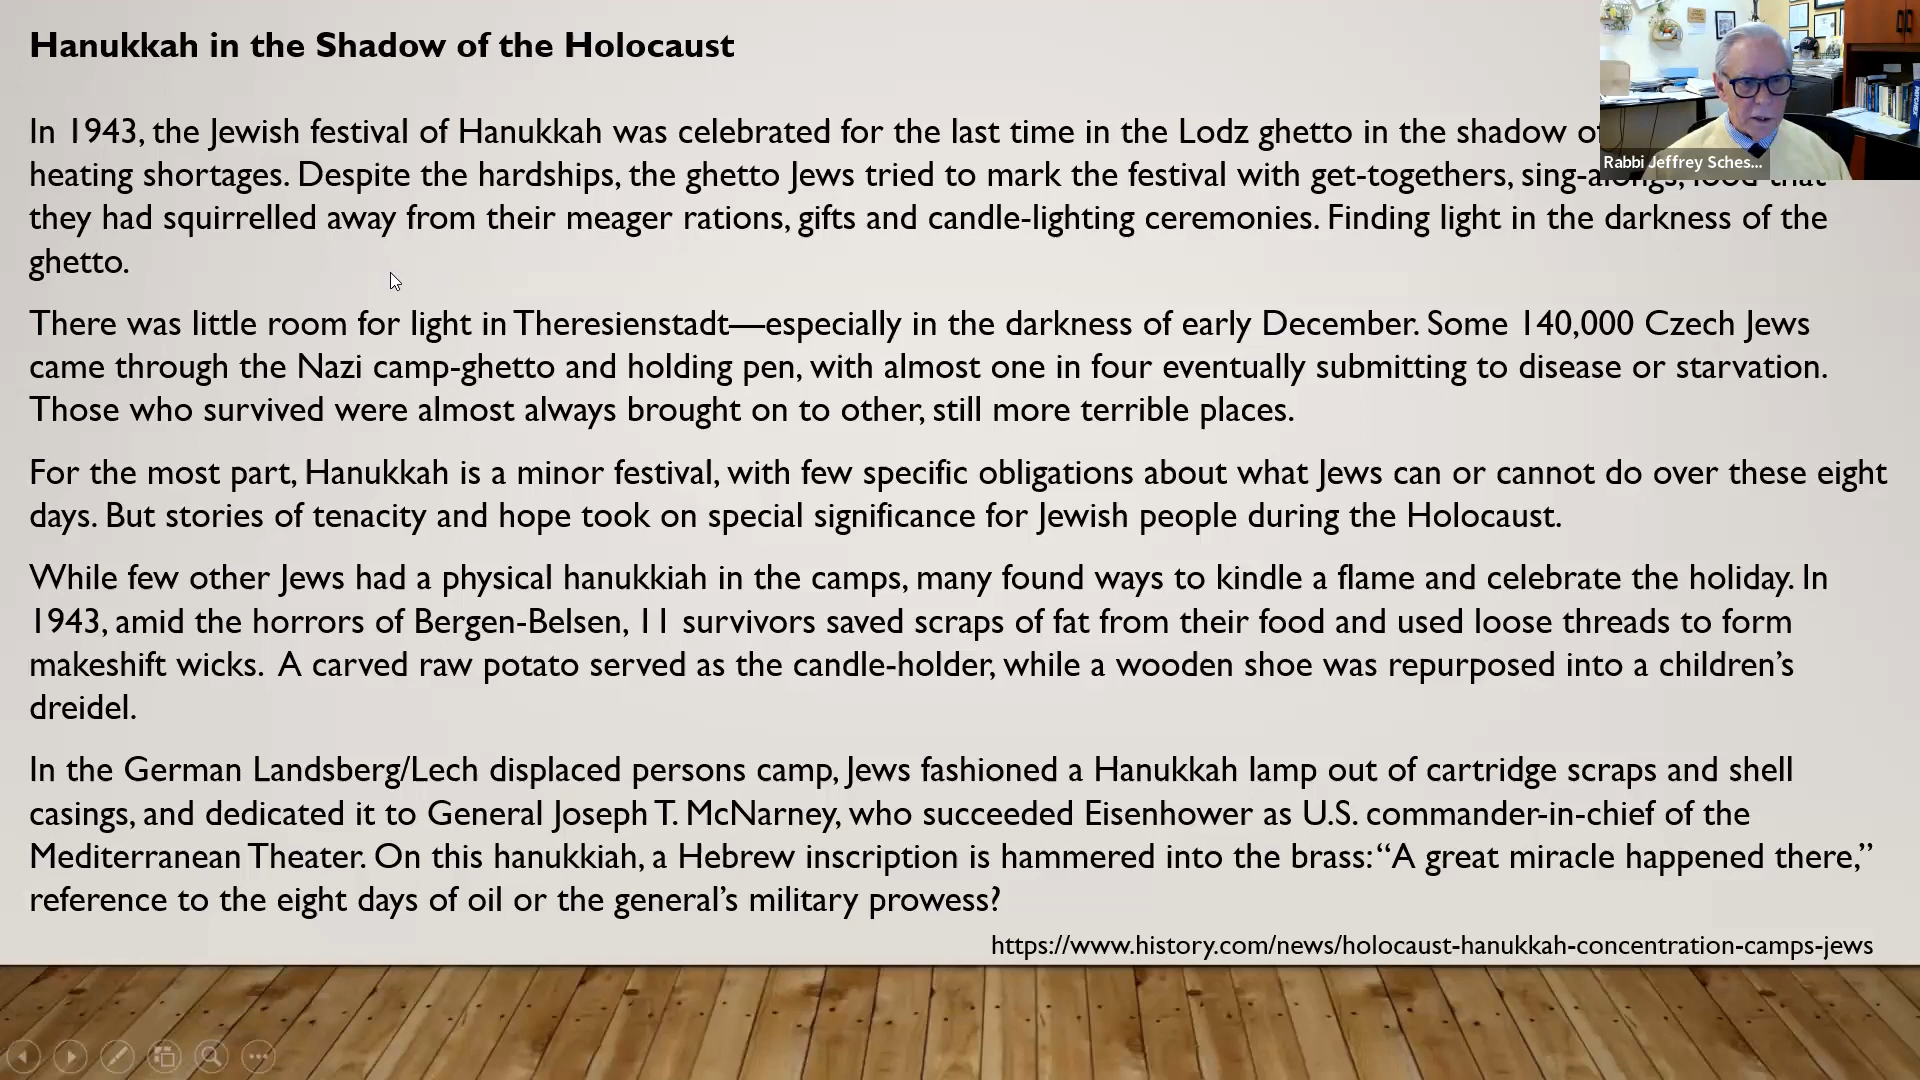 Hanukkah in the Shadow of the Holocaust
In 1943, the Jewish festival of Hanukkah was celebrated for the last time in the Lodz ghetto in the shadow of
heating shortages. Despite the hardships, the ghetto Jews tried to mark the festival with get-togethers, sing-alongs, food that
they had squirrelled away from their meager rations, gifts and candle-lighting ceremonies. Finding light in the darkness of the
ghetto.
There was little room for light in Theresienstadt—especially in the darkness of early December. Some 140,000 Czech Jews
came through the Nazi camp-ghetto and holding pen, with almost one in four eventually submitting to disease or starvation.
Those who survived were almost always brought on to other, still more terrible places.
For the most part, Hanukkah is a minor festival, with few specific obligations about what Jews can or cannot do over these eight
days. But stories of tenacity and hope took on special significance for Jewish people during the Holocaust.
While few other Jews had a physical hanukkiah in the camps, many found ways to kindle a flame and celebrate the holiday. In
1943, amid the horrors of Bergen-Belsen, 11 survivors saved scraps of fat from their food and used loose threads to form
makeshift wicks. A carved raw potato served as the candle-holder, while a wooden shoe was repurposed into a children’s
dreidel.
In the German Landsberg/Lech displaced persons camp, Jews fashioned a Hanukkah lamp out of cartridge scraps and shell
casings, and dedicated it to General Joseph T. McNarney, who succeeded Eisenhower as U.S. commander-in-chief of the
Mediterranean Theater. On this hanukkiah, a Hebrew inscription is hammered into the brass: “A great miracle happened there,”
reference to the eight days of oil or the general’s military prowess?
https://www.history.com/news/holocaust-hanukkah-concentration-camps-jews
Rabbi Jeffrey Sches...